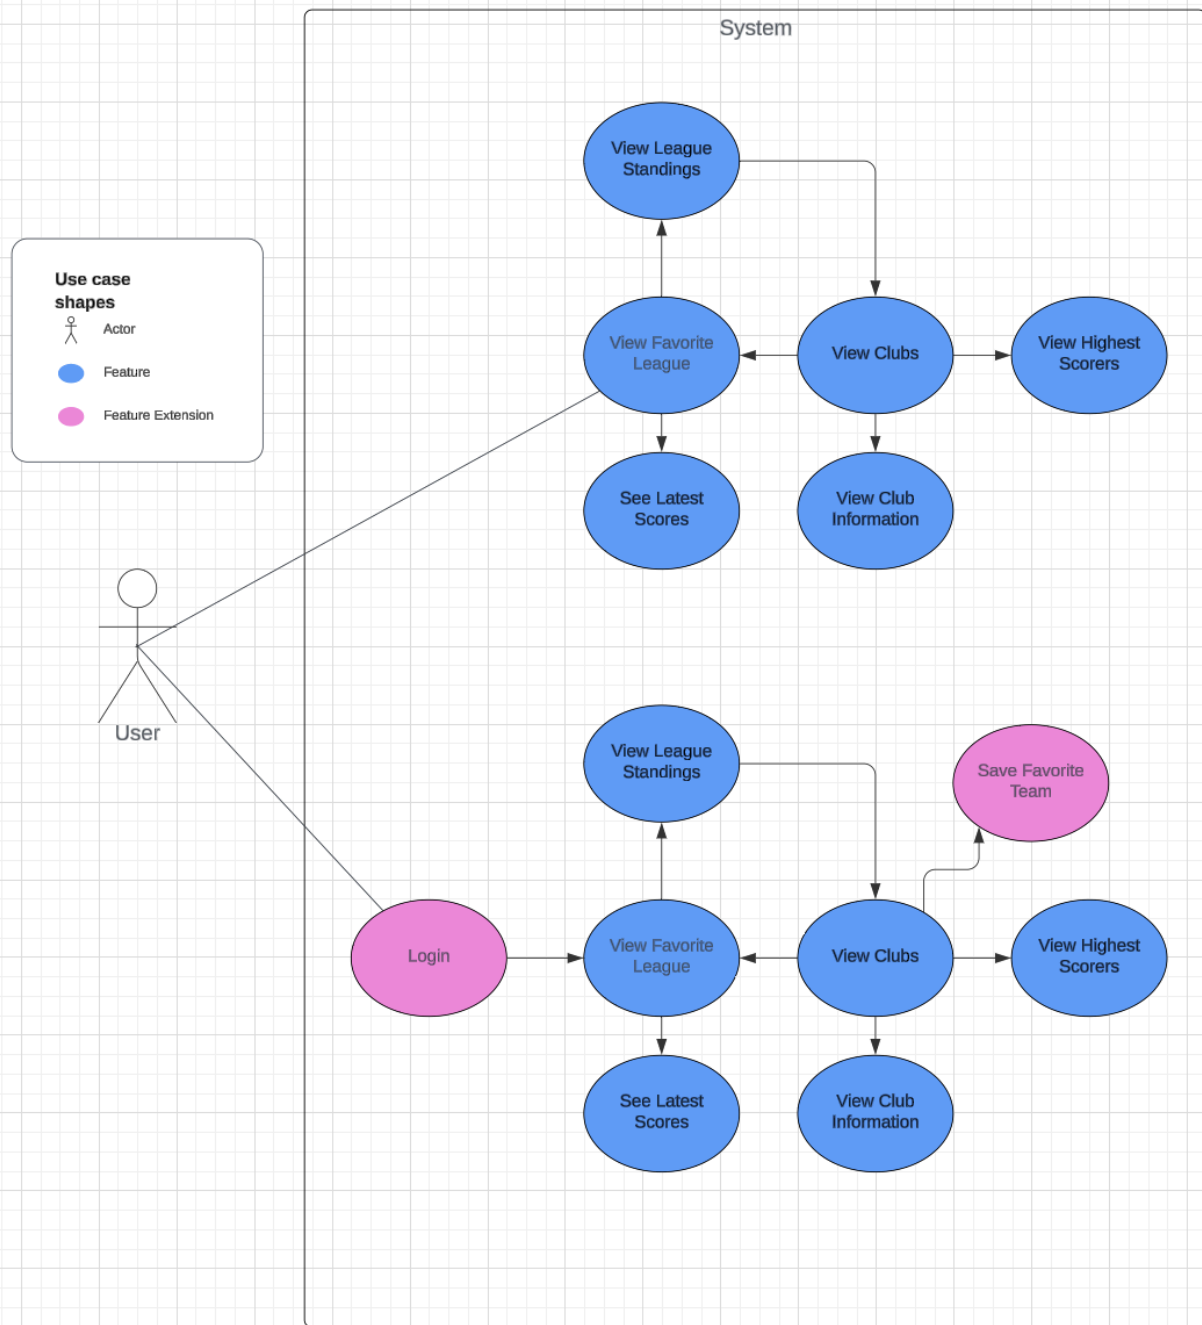 System
View League
Standings
Use case
shapes
Actor
Feature
Feature Extension
View Favorite
League
View Clubs
View Highest
Scorers
See Latest
Scores
View Club
Information
User
View League
Standings
Save Favorite
Team
Login
View Favorite
League
View Clubs
View Highest
Scorers
See Latest
Scores
View Club
Information